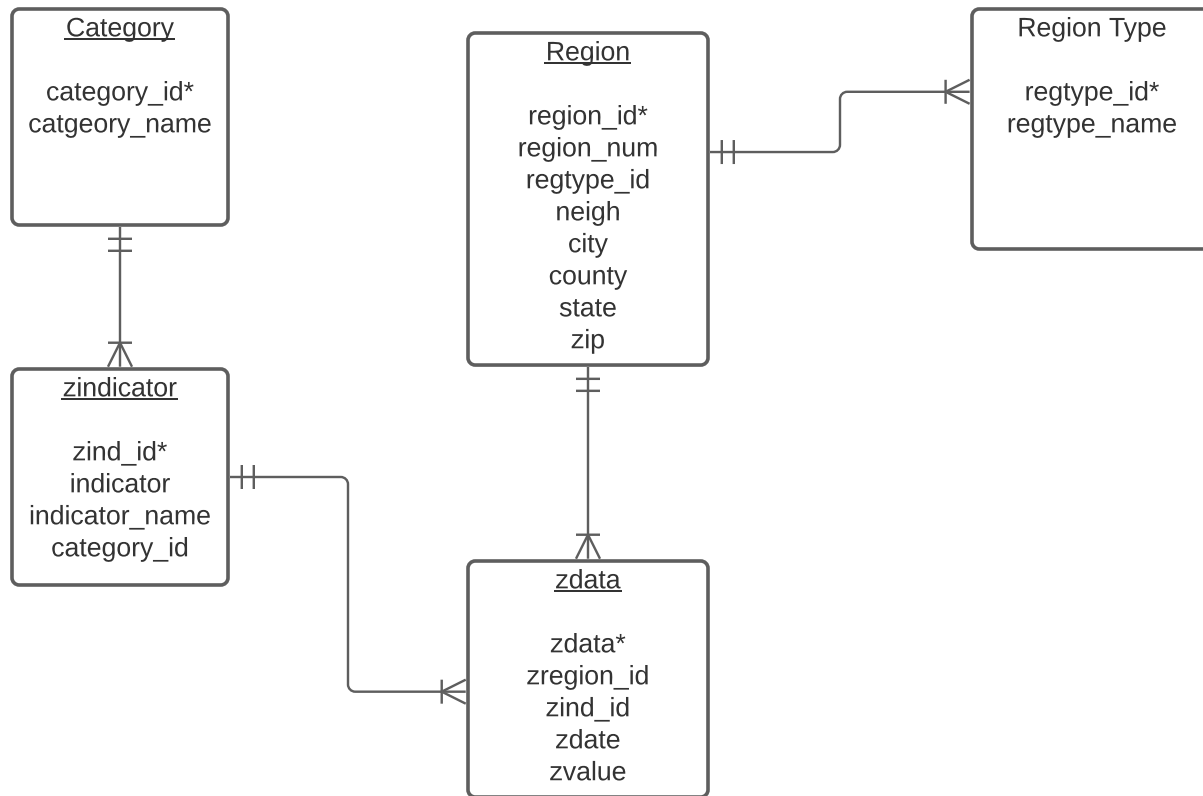 Category
category_id*
catgeory_name
Region
region_id*
region_num
regtype_id
neigh
city
county
state
zip
Region Type
regtype_id*
regtype_name
zindicator
zind_id*
indicator
indicator_name
category_id
zdata
zdata*
zregion_id
zind_id
zdate
zvalue